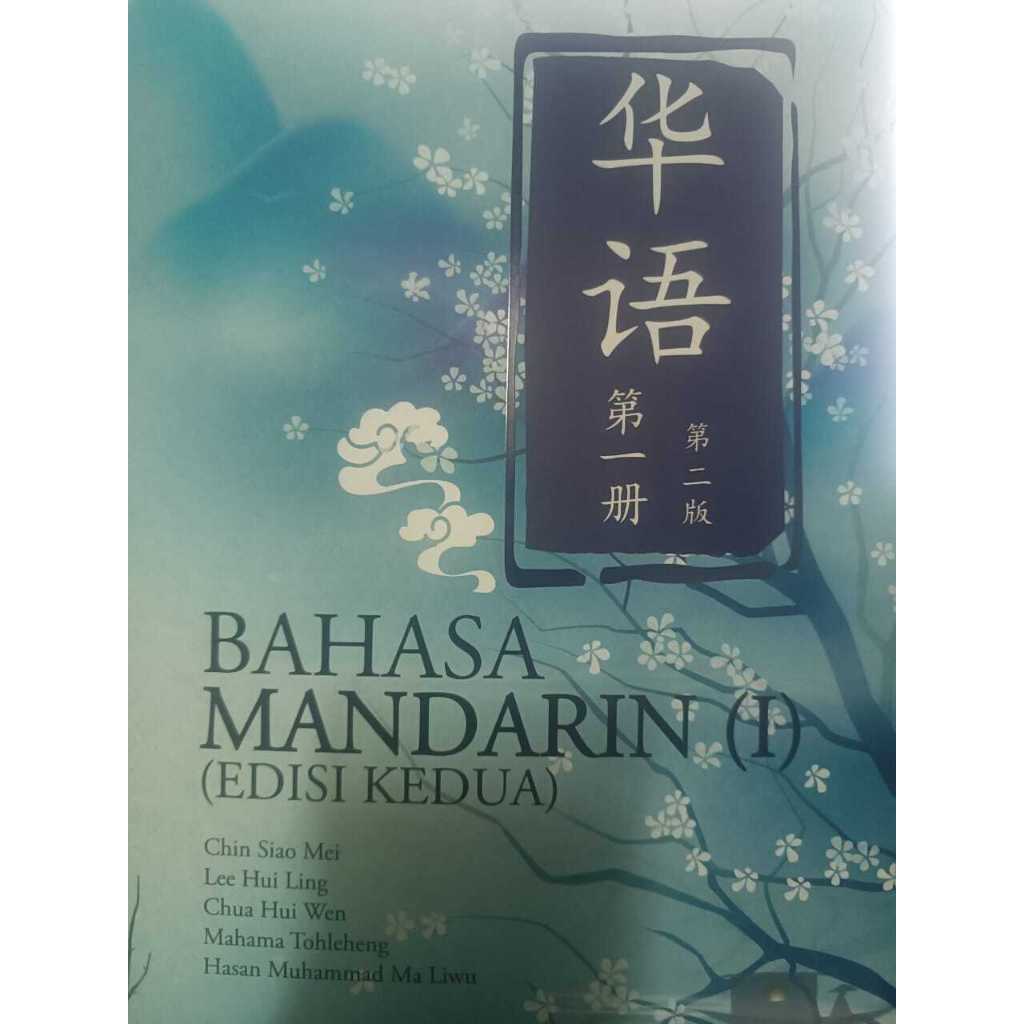 华语
第一册
第二版
BAHASA
MANDARIN (I)
(EDISI KEDUA)
Chin Siao Mei
Lee Hui Ling
Chua Hui Wen
Mahama Tohleheng
Hasan Muhammad Ma Liwu